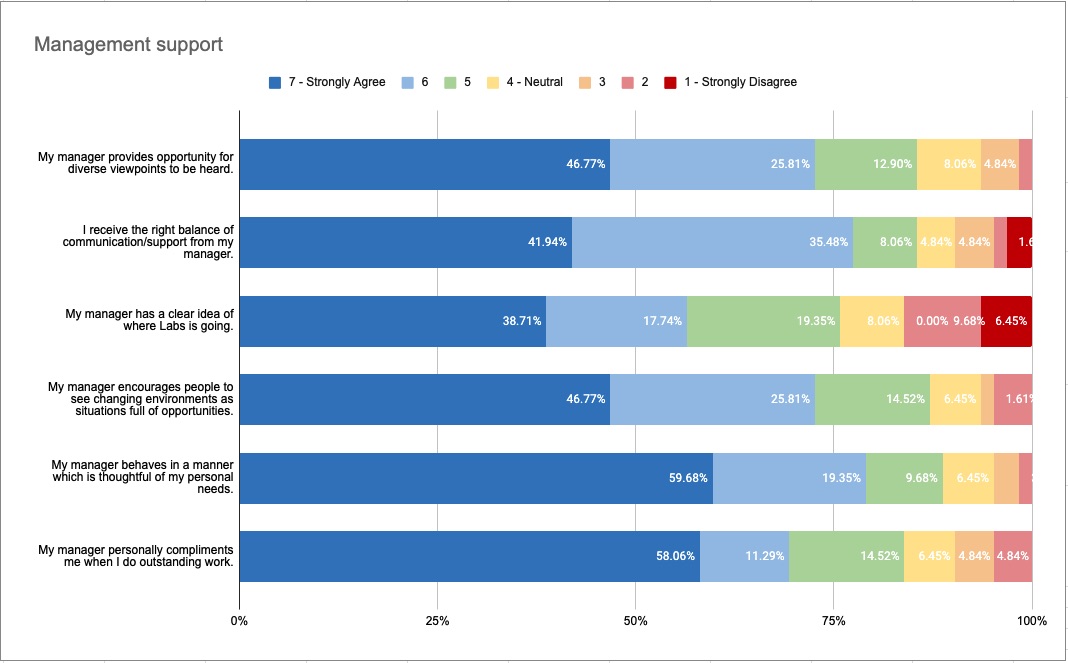 Management support
7 - Strongly Agree 6 5 4 - Neutral 3 2 1 - Strongly Disagree
My manager provides opportunity for
diverse viewpoints to be heard.
46.77% 25.81% 12.90% 8.06% 4.84%
I receive the right balance of
communication/support from my
manager.
41.94% 35.48% 8.06% 4.84% 4.84% 1.6
My manager has a clear idea of
where Labs is going.
38.71% 17.74% 19.35% 8.06% 0.00% 9.68% 6.45%
My manager encourages people to
see changing environments as
situations full of opportunities.
46.77% 25.81% 14.52% 6.45% 1.61%
My manager behaves in a manner
which is thoughtful of my personal
needs.
59.68% 19.35% 9.68% 6.45%
My manager personally compliments
me when I do outstanding work.
58.06% 11.29% 14.52% 6.45% 4.84% 4.84%
0% 25% 50% 75% 100%